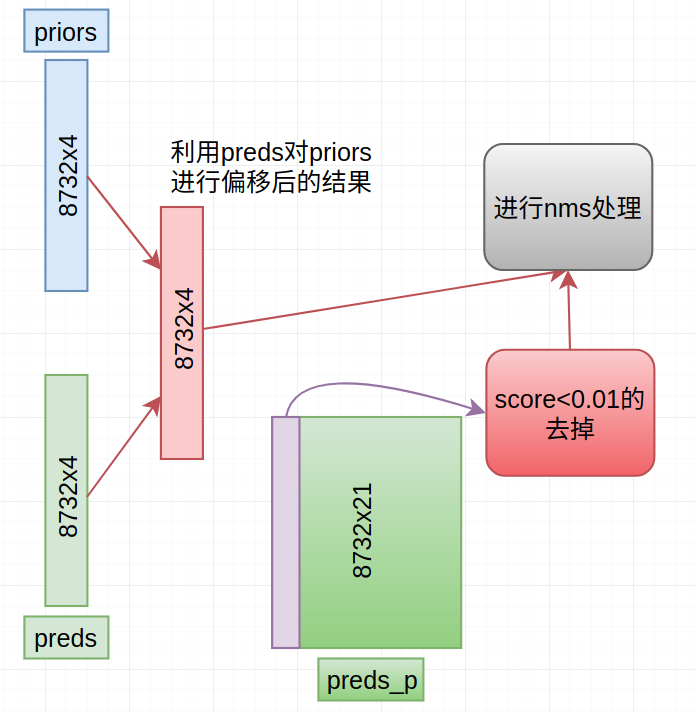 priors
8732x4
利用preds对priors
进行偏移后的结果
进行nms处理
8732x4
score<0.01的
去掉
8732x4
8732x21
preds
preds_p